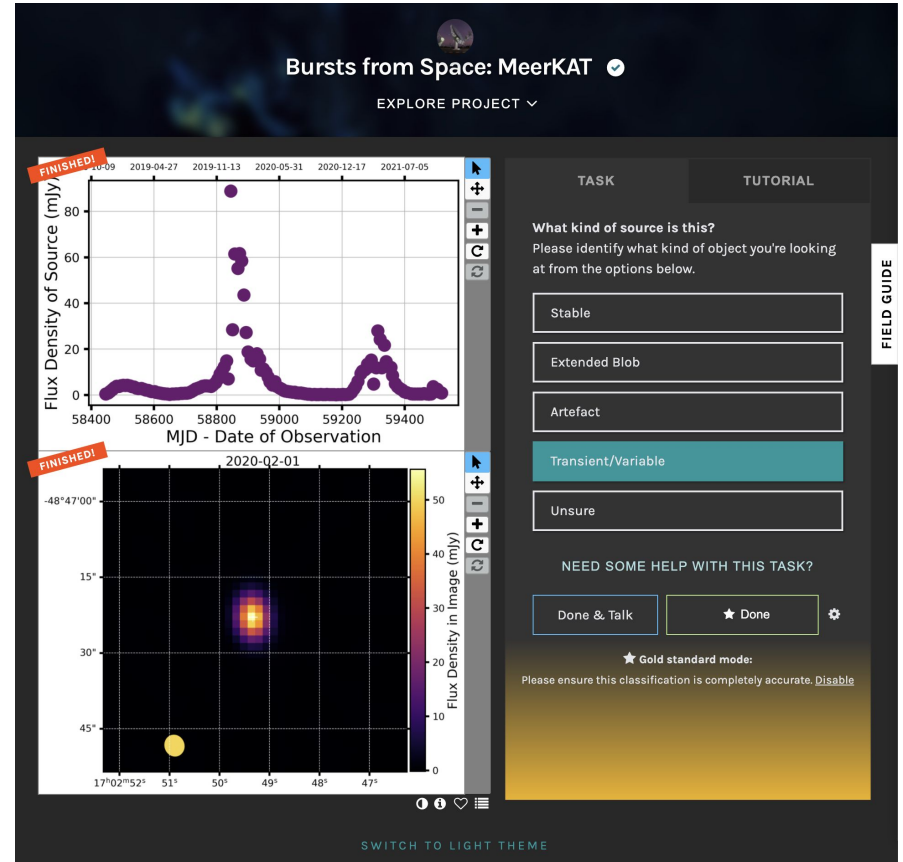 Bursts from Space: MeerKAT
EXPLORE PROJECT
FINISHED!
10-09 2019-04-27 2019-11-13 2020-05-31 2020-12-17 2021-07-05
Flux Density of Source (mJy)
80
60
40
20
0
58400 58600 58800 59000 59200 59400
MJD - Date of Observation
FINISHED!
2020-02-01
-48°47'00"
15"
30"
45"
17ʰ02ᵐ52ˢ 51ˢ 50ˢ 49ˢ 48ˢ 47ˢ
50
40
30
20
10
0
Flux Density in Image (mJy)
TASK
TUTORIAL
What kind of source is this?
Please identify what kind of object you're looking
at from the options below.
Stable
Extended Blob
Artefact
Transient/Variable
Unsure
NEED SOME HELP WITH THIS TASK?
Done & Talk
Done
Gold standard mode:
Please ensure this classification is completely accurate. Disable
FIELD GUIDE
SWITCH TO LIGHT THEME